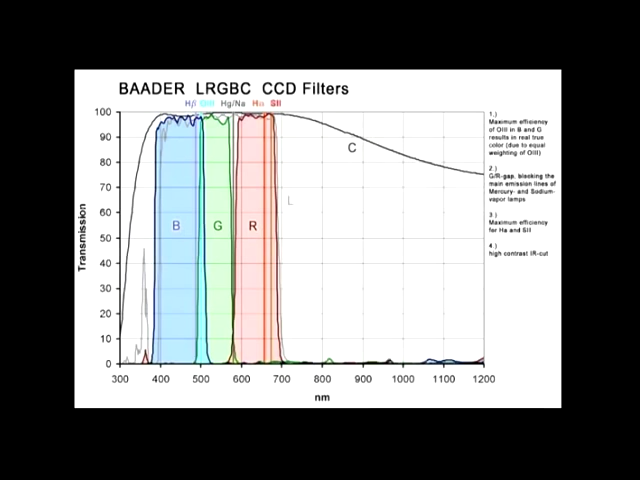 BAADER LRGBC CCD Filters
Hβ OIII Hg/Na Hα SII
100
90
80
70
60
50
40
30
20
10
0
Transmission
B
G
R
L
C
300 400 500 600 700 800 900 1000 1100 1200
nm
1.)
Maximum efficiency
of OIII in B and G
results in real true
color (due to equal
weighting of OIII)
2.)
G/R-gap, blocking the
main emission lines of
Mercury- and Sodium-
vapor lamps
3.)
Maximum efficiency
for Ha and SII
4.)
high contrast IR-cut